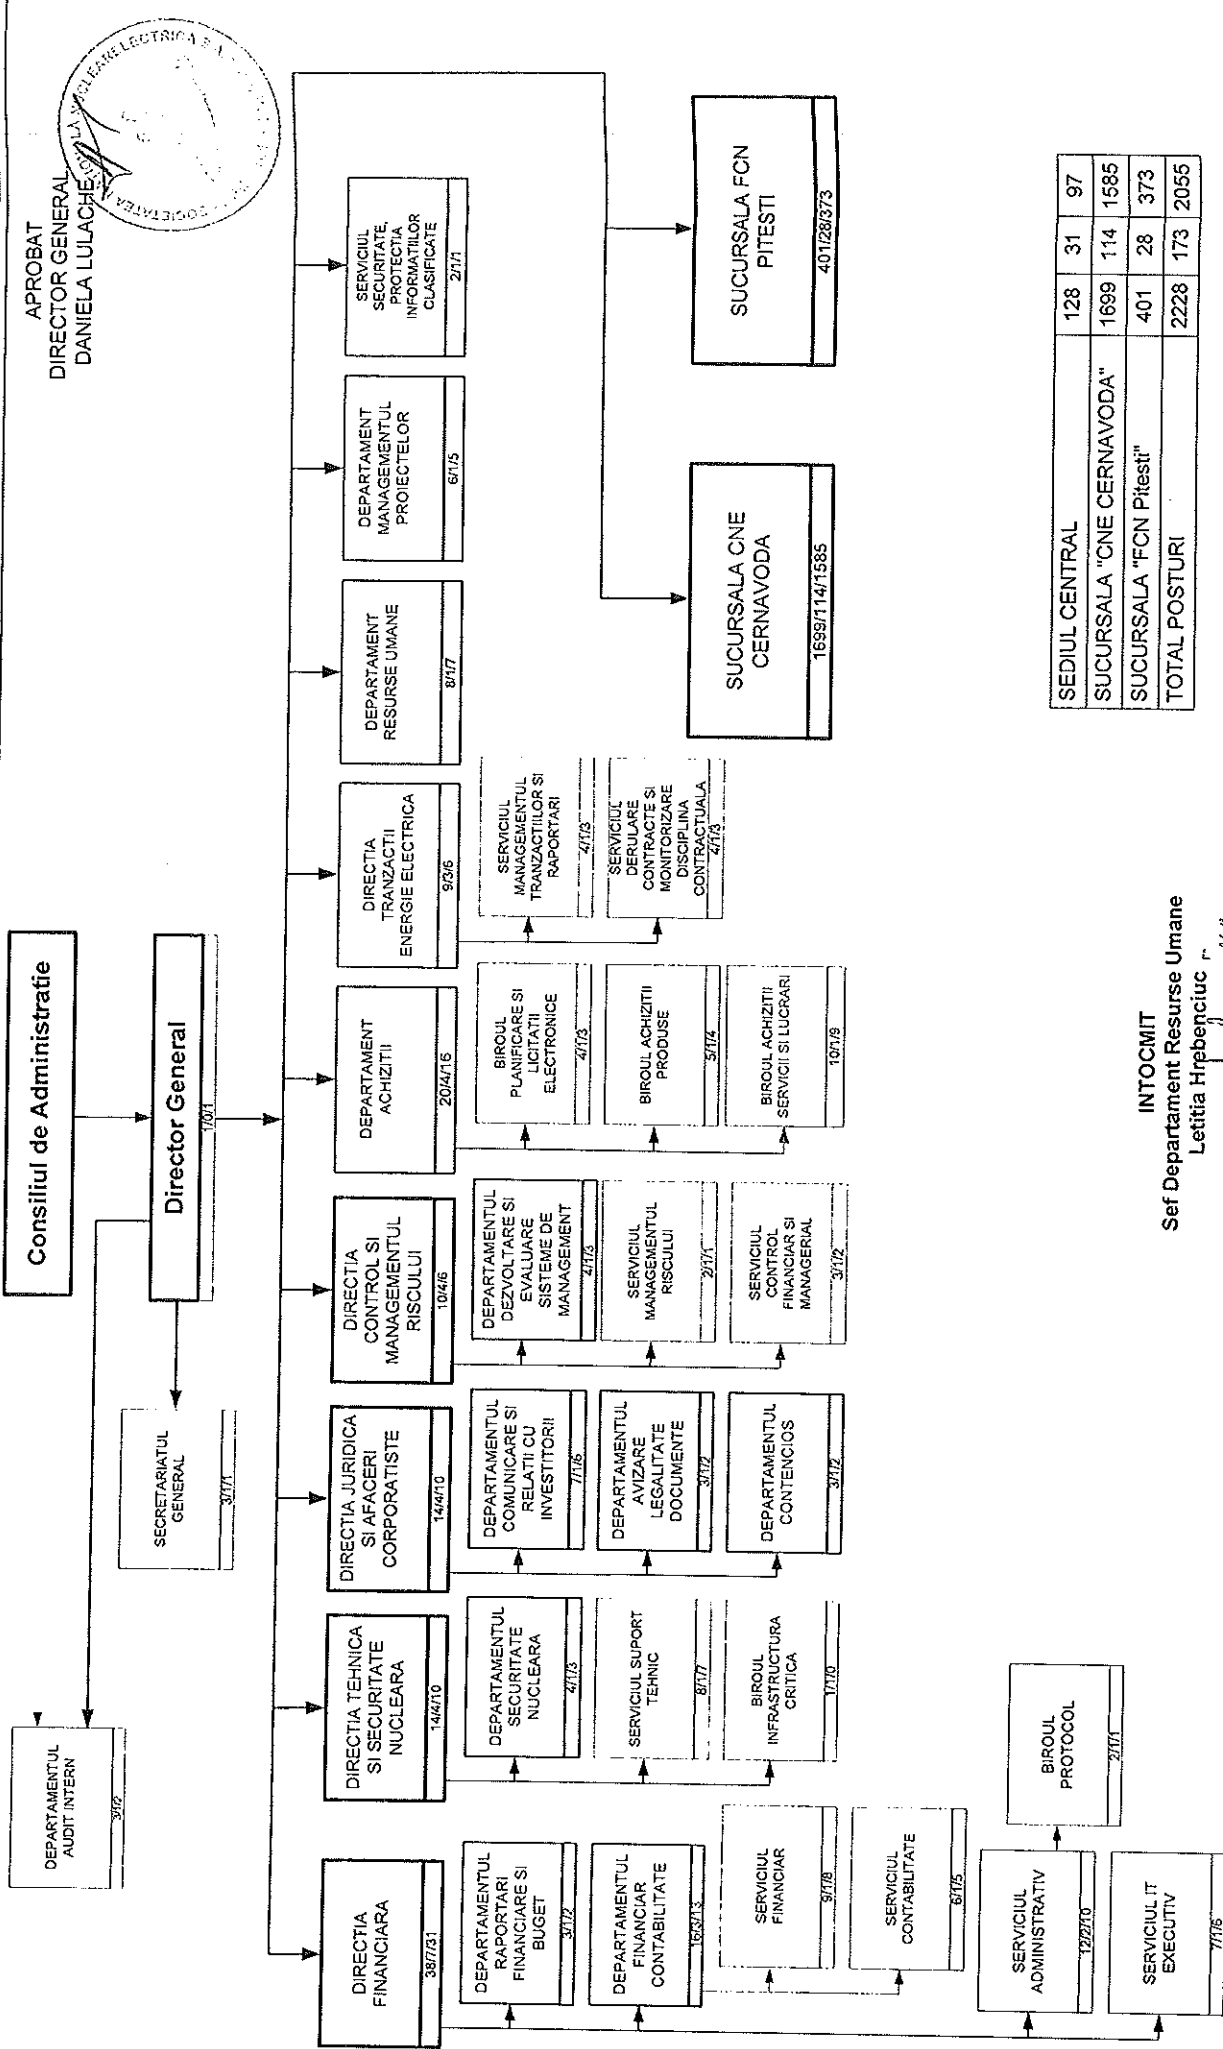 APROBAT
DIRECTOR GENERAL
DANIELA LULACHE
SOCIETATEA
NUCLEARELECTRICA S.A.
Consiliul de Administratie
Director General
1/0/1
DEPARTAMENTUL
AUDIT INTERN
3/1/2
SECRETARIATUL
GENERAL
3/1/1
DIRECTIA
FINANCIARA
38/7/31
DIRECTIA TEHNICA
SI SECURITATE
NUCLEARA
14/4/10
DIRECTIA JURIDICA
SI AFACERI
CORPORATISTE
14/4/10
DIRECTIA
CONTROL SI
MANAGEMENTUL
RISCULUI
10/4/6
DEPARTAMENT
ACHIZITII
20/4/16
DIRECTIA
TRANZACTII
ENERGIE ELECTRICA
9/3/6
DEPARTAMENT
RESURSE UMANE
8/1/7
DEPARTAMENT
MANAGEMENTUL
PROIECTELOR
6/1/5
SERVICIUL
SECURITATE,
PROTECTIA
INFORMATIILOR
CLASIFICATE
2/1/1
DEPARTAMENTUL
RAPORTARI
FINANCIARE SI
BUGET
3/1/2
DEPARTAMENTUL
FINANCIAR
CONTABILITATE
16/3/13
SERVICIUL
FINANCIAR
9/1/8
SERVICIUL
CONTABILITATE
6/1/5
SERVICIUL
ADMINISTRATIV
12/2/10
BIROUL
PROTOCOL
2/1/1
SERVICIUL IT
EXECUTIV
7/1/6
DEPARTAMENTUL
SECURITATE
NUCLEARA
4/1/3
SERVICIUL SUPORT
TEHNIC
8/1/7
BIROUL
INFRASTRUCTURA
CRITICA
1/1/0
DEPARTAMENTUL
COMUNICARE SI
RELATII CU
INVESTITORII
7/1/6
DEPARTAMENTUL
AVIZARE
LEGALITATE
DOCUMENTE
3/1/2
DEPARTAMENTUL
CONTENCIOS
3/1/2
DEPARTAMENTUL
DEZVOLTARE SI
EVALUARE
SISTEME DE
MANAGEMENT
4/1/3
SERVICIUL
MANAGEMENTUL
RISCULUI
2/1/1
SERVICIUL
CONTROL
FINANCIAR SI
MANAGERIAL
3/1/2
BIROUL
PLANIFICARE SI
LICITATII
ELECTRONICE
4/1/3
BIROUL ACHIZITII
PRODUSE
5/1/4
BIROUL ACHIZITII
SERVICII SI LUCRARI
10/1/9
SERVICIUL
MANAGEMENTUL
TRANZACTIILOR SI
RAPORTARI
4/1/3
SERVICIUL
DERULARE
CONTRACTE SI
MONITORIZARE
DISCIPLINA
CONTRACTUALA
4/1/3
SUCURSALA CNE
CERNAVODA
1699/114/1585
SUCURSALA FCN
PITESTI
401/28/373
SEDIUL CENTRAL 128 31 97
SUCURSALA "CNE CERNAVODA" 1699 114 1585
SUCURSALA "FCN Pitesti" 401 28 373
TOTAL POSTURI 2228 173 2055
INTOCMIT
Sef Departament Resurse Umane
Letitia Hrebenciuc